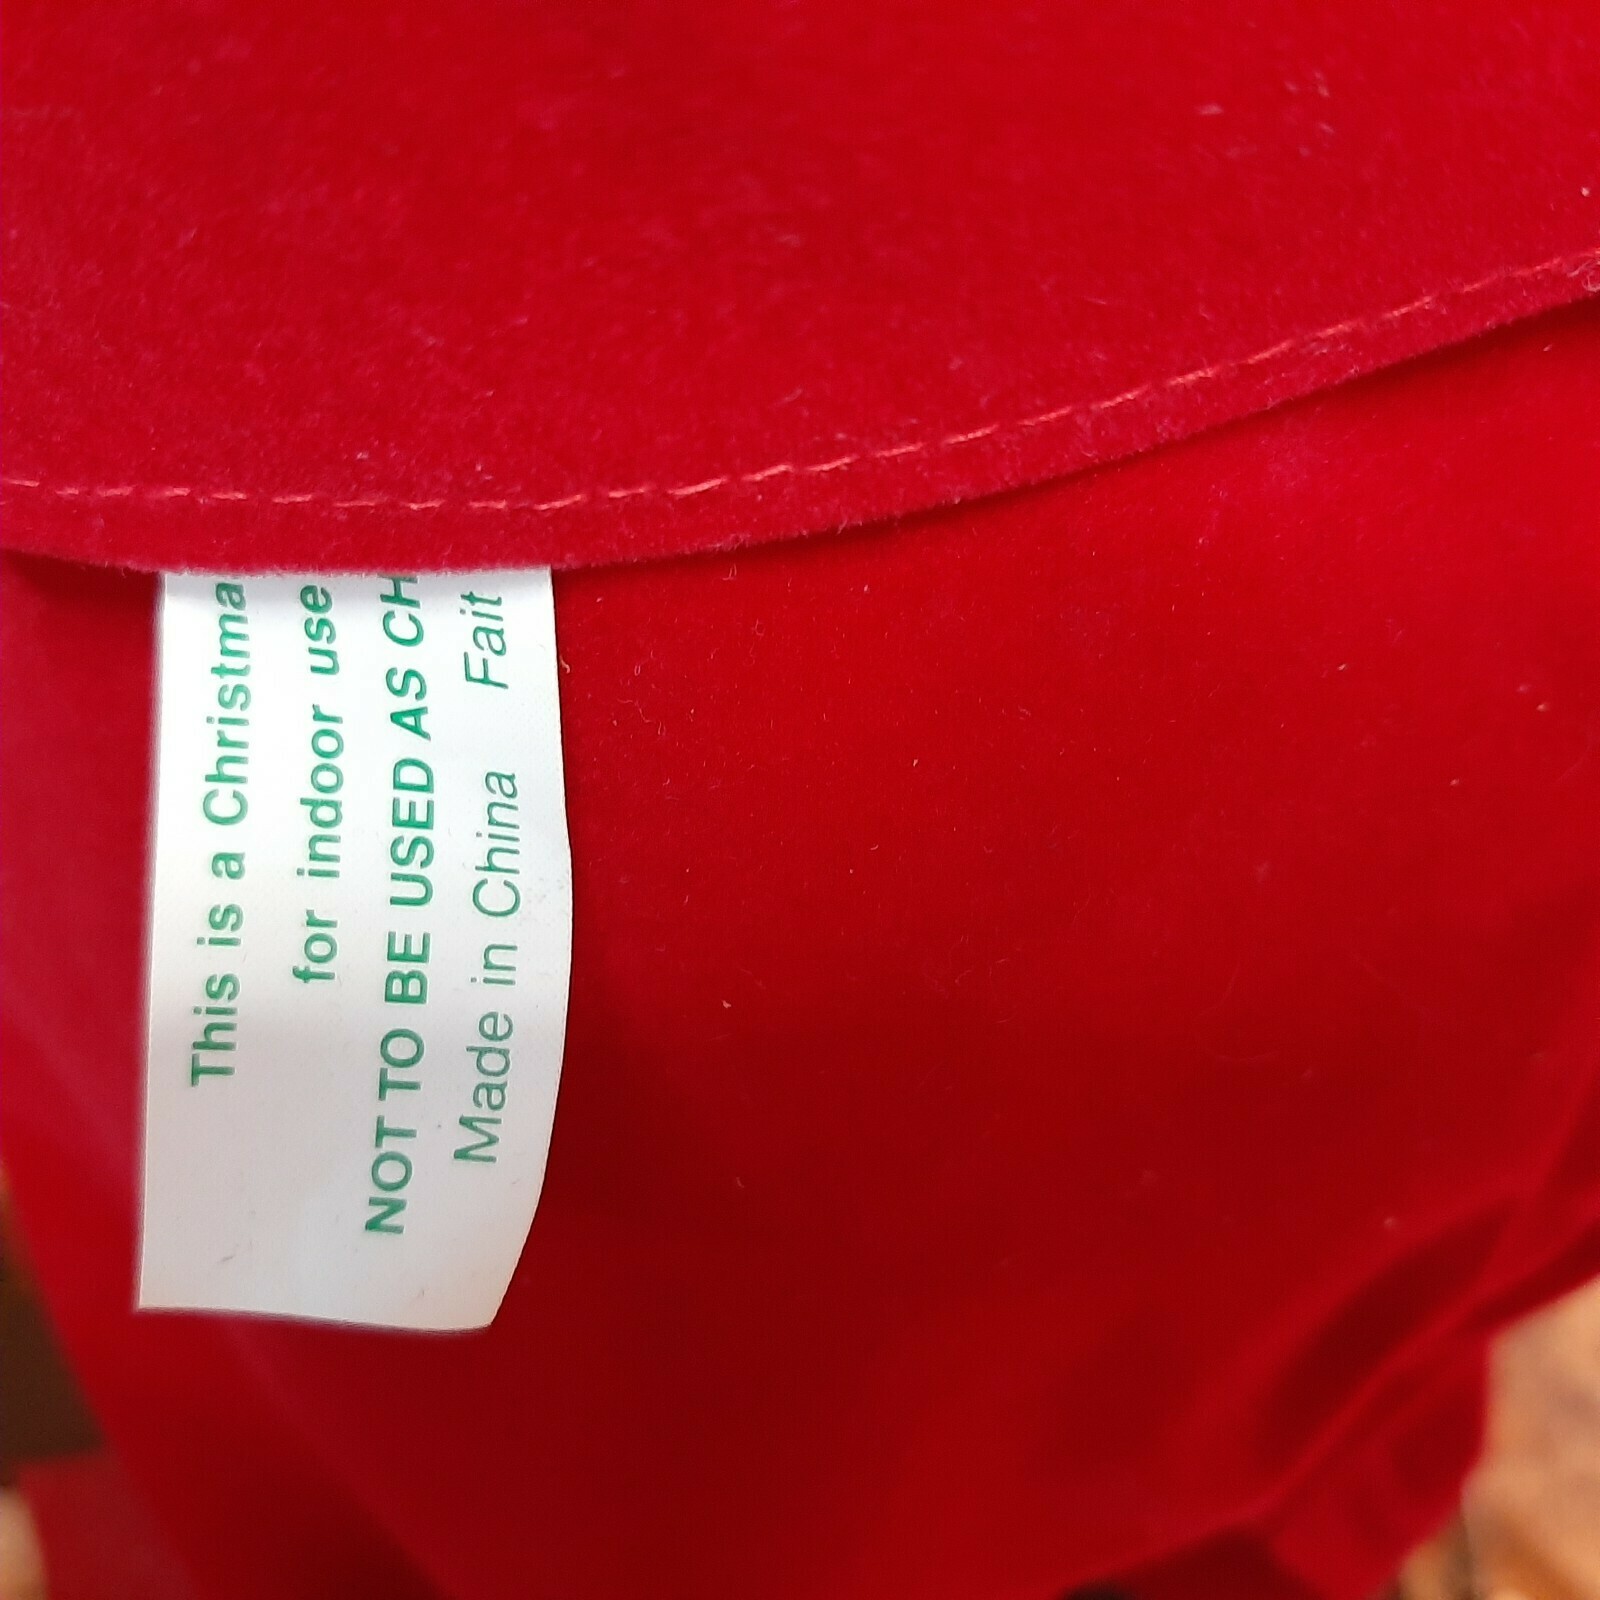 This is a Christma
for indoor use
NOT TO BE USED AS CH
Made in China Fait